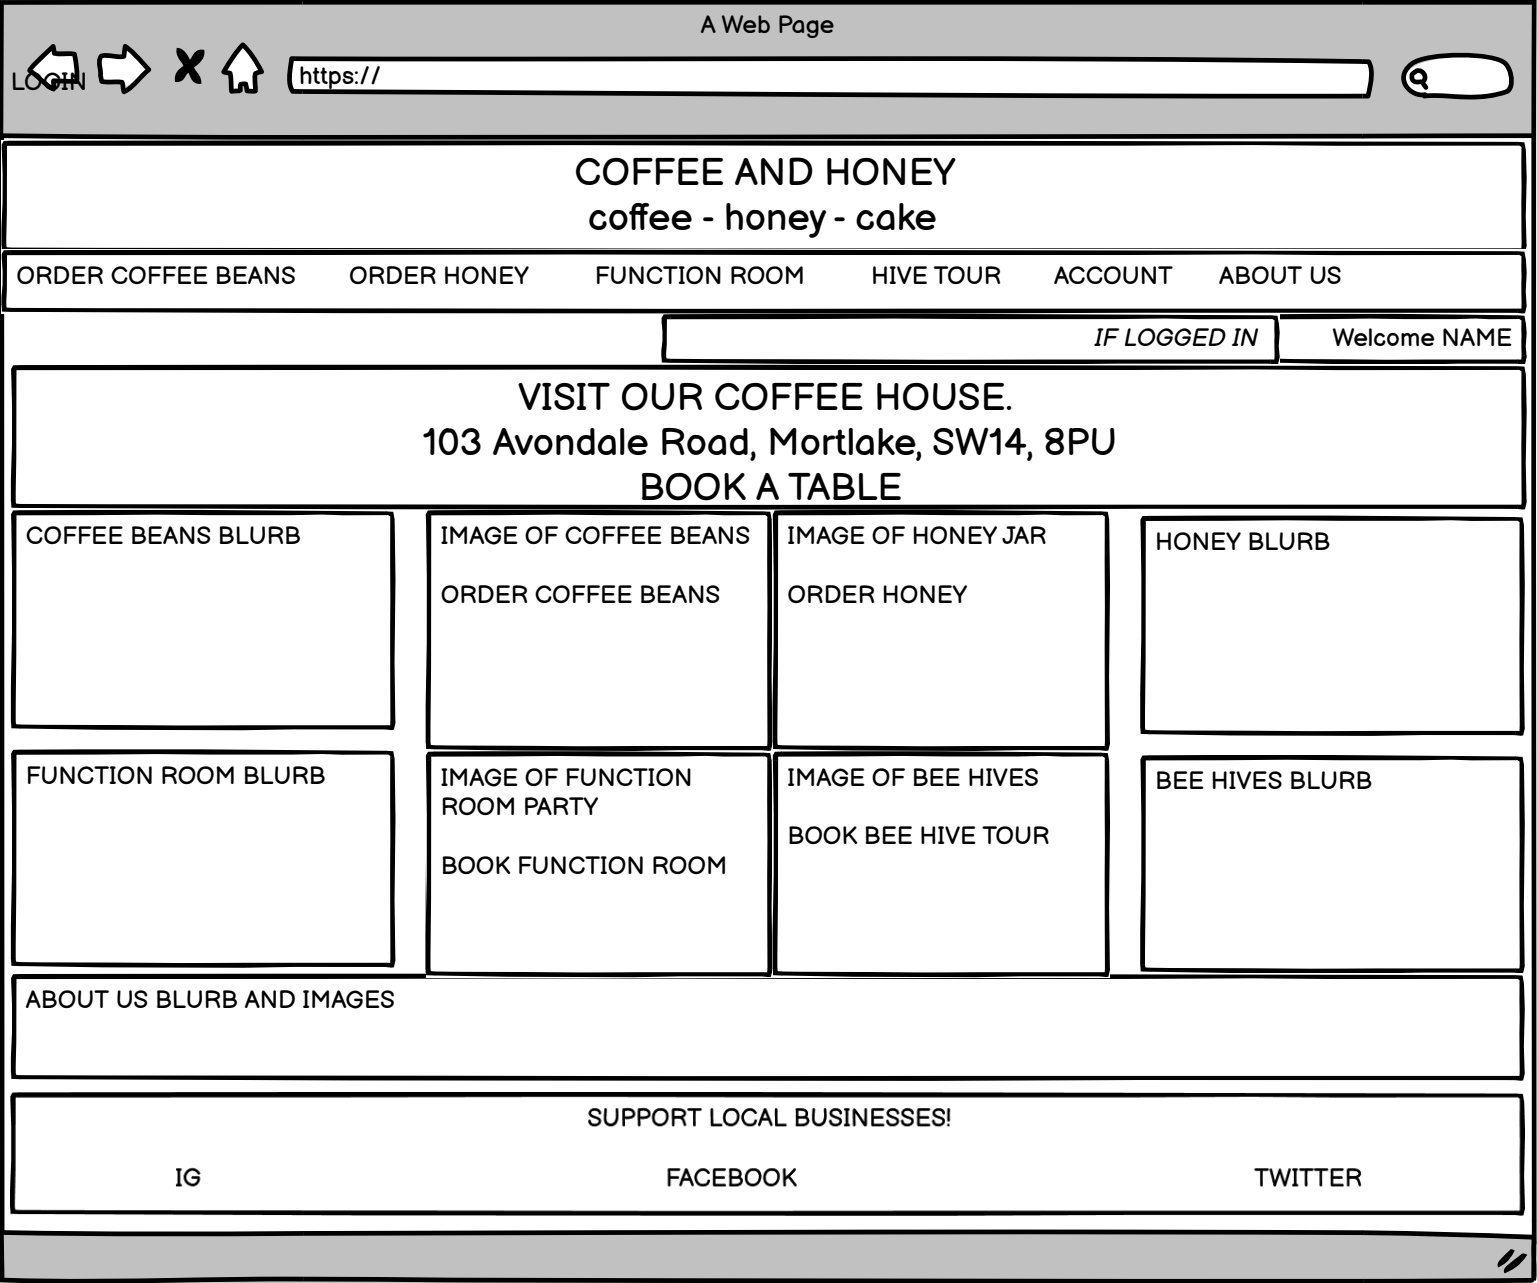 A Web Page
LOGIN
https://
COFFEE AND HONEY
coffee - honey - cake
ORDER COFFEE BEANS ORDER HONEY FUNCTION ROOM HIVE TOUR ACCOUNT ABOUT US
IF LOGGED IN Welcome NAME
VISIT OUR COFFEE HOUSE.
103 Avondale Road, Mortlake, SW14, 8PU
BOOK A TABLE
COFFEE BEANS BLURB
IMAGE OF COFFEE BEANS
ORDER COFFEE BEANS
IMAGE OF HONEY JAR
ORDER HONEY
HONEY BLURB
FUNCTION ROOM BLURB
IMAGE OF FUNCTION
ROOM PARTY
BOOK FUNCTION ROOM
IMAGE OF BEE HIVES
BOOK BEE HIVE TOUR
BEE HIVES BLURB
ABOUT US BLURB AND IMAGES
SUPPORT LOCAL BUSINESSES!
IG FACEBOOK TWITTER